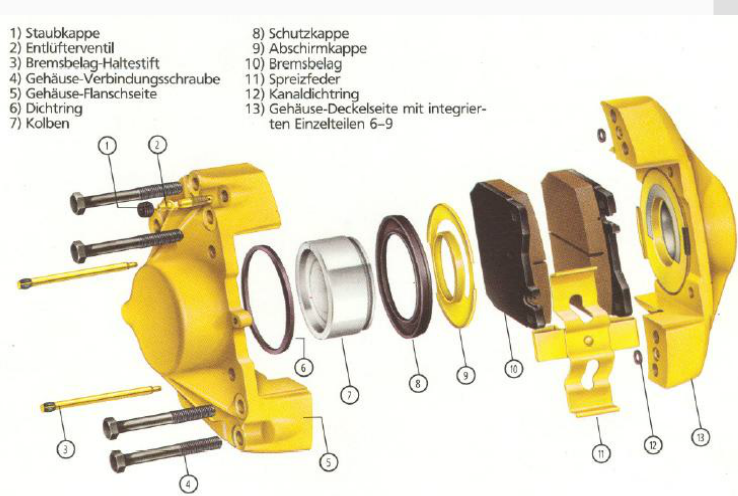 1) Staubkappe
2) Entlüfterventil
3) Bremsbelag-Haltestift
4) Gehäuse-Verbindungsschraube
5) Gehäuse-Flanschseite
6) Dichtring
7) Kolben
8) Schutzkappe
9) Abschirmkappe
10) Bremsbelag
11) Spreizfeder
12) Kanaldichtring
13) Gehäuse-Deckelseite mit integrier-
ten Einzelteilen 6–9
1
2
3
4
5
6
7
8
9
10
11
12
13